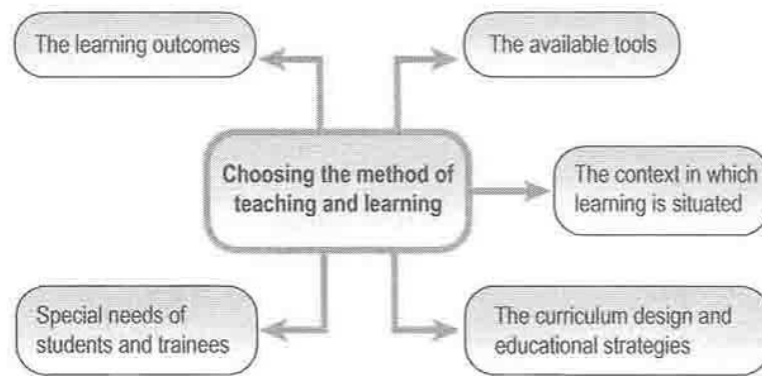 The learning outcomes
The available tools
Choosing the method of
teaching and learning
The context in which
learning is situated
Special needs of
students and trainees
The curriculum design and
educational strategies